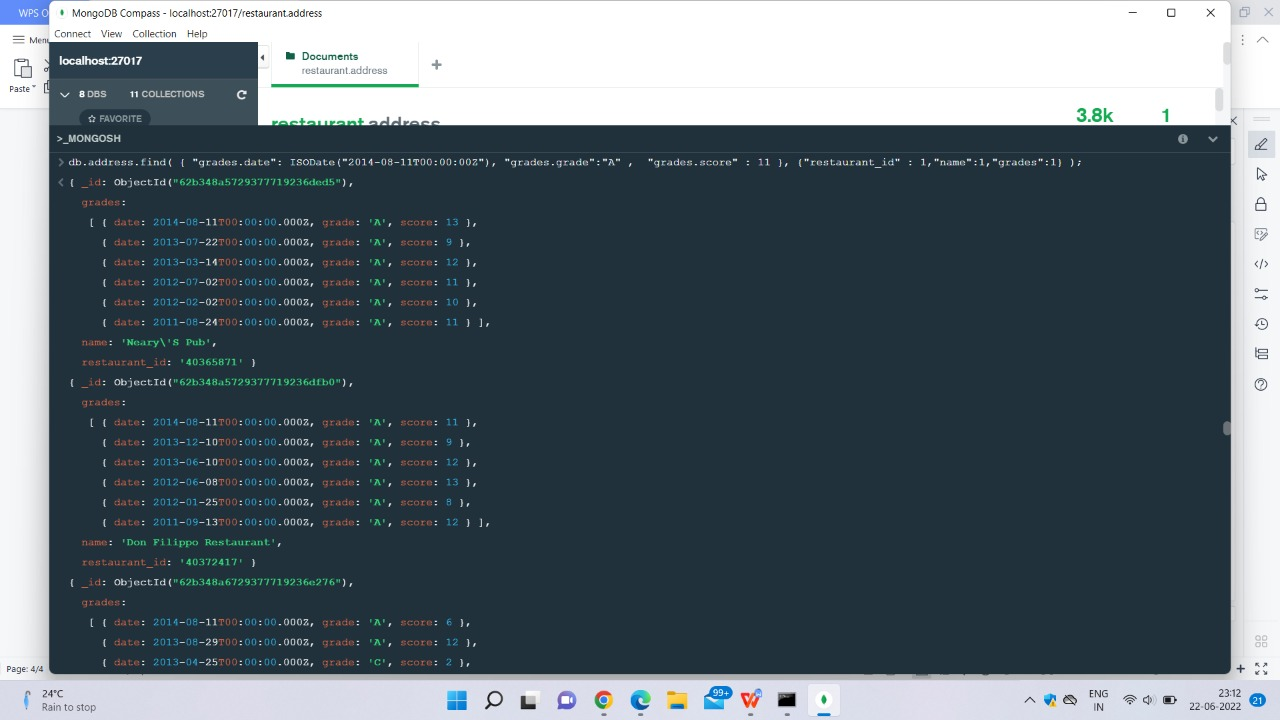 WPS O
MongoDB Compass - localhost:27017/restaurant.address
Connect View Collection Help
Menu
localhost:27017
Documents
restaurant.address
Paste
8 DBS 11 COLLECTIONS
FAVORITE
restaurant.address
3.8k 1
>_MONGOSH
db.address.find( { "grades.date": ISODate("2014-08-11T00:00:00Z"), "grades.grade":"A" , "grades.score" : 11 }, {"restaurant_id" : 1,"name":1,"grades":1} );
{ _id: ObjectId("62b348a5729377719236ded5"),
grades:
[ { date: 2014-08-11T00:00:00.000Z, grade: 'A', score: 13 },
{ date: 2013-07-22T00:00:00.000Z, grade: 'A', score: 9 },
{ date: 2013-03-14T00:00:00.000Z, grade: 'A', score: 12 },
{ date: 2012-07-02T00:00:00.000Z, grade: 'A', score: 11 },
{ date: 2012-02-02T00:00:00.000Z, grade: 'A', score: 10 },
{ date: 2011-08-24T00:00:00.000Z, grade: 'A', score: 11 } ],
name: 'Neary\'S Pub',
restaurant_id: '40365871' }
{ _id: ObjectId("62b348a5729377719236dfb0"),
grades:
[ { date: 2014-08-11T00:00:00.000Z, grade: 'A', score: 11 },
{ date: 2013-12-10T00:00:00.000Z, grade: 'A', score: 9 },
{ date: 2013-06-10T00:00:00.000Z, grade: 'A', score: 12 },
{ date: 2012-06-08T00:00:00.000Z, grade: 'A', score: 13 },
{ date: 2012-01-25T00:00:00.000Z, grade: 'A', score: 8 },
{ date: 2011-09-13T00:00:00.000Z, grade: 'A', score: 12 } ],
name: 'Don Filippo Restaurant',
restaurant_id: '40372417' }
{ _id: ObjectId("62b348a6729377719236e276"),
grades:
[ { date: 2014-08-11T00:00:00.000Z, grade: 'A', score: 6 },
{ date: 2013-08-29T00:00:00.000Z, grade: 'A', score: 12 },
{ date: 2013-04-25T00:00:00.000Z, grade: 'C', score: 2 },
Page: 4/4
24°C
Rain to stop
99+
ENG
IN
23:12
22-06-2022
21